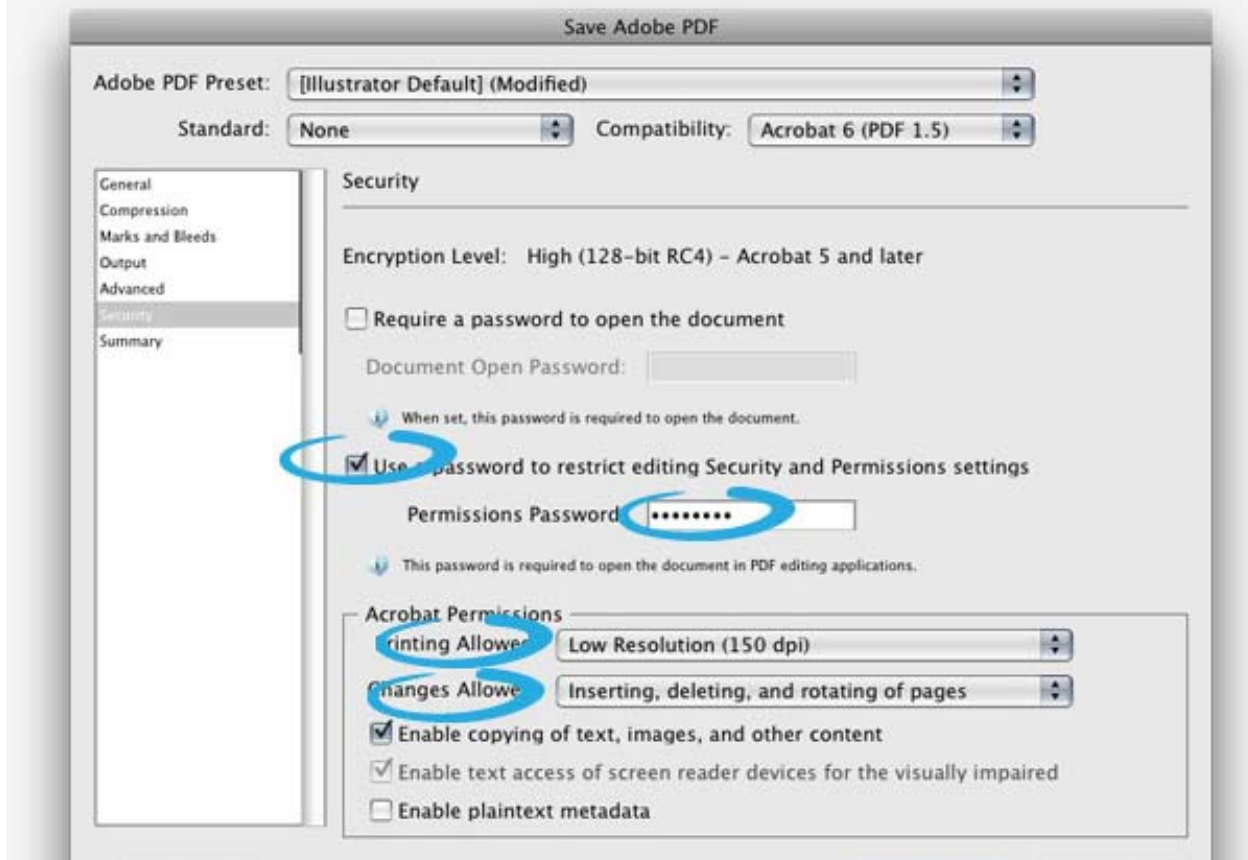 Save Adobe PDF
Adobe PDF Preset: [Illustrator Default] (Modified)
Standard: None Compatibility: Acrobat 6 (PDF 1.5)
General
Compression
Marks and Bleeds
Output
Advanced
Security
Summary
Security
Encryption Level: High (128-bit RC4) - Acrobat 5 and later
Require a password to open the document
Document Open Password:
When set, this password is required to open the document.
Use a password to restrict editing Security and Permissions settings
Permissions Password ••••••••
This password is required to open the document in PDF editing applications.
Acrobat Permissions
Printing Allowed Low Resolution (150 dpi)
Changes Allowed Inserting, deleting, and rotating of pages
Enable copying of text, images, and other content
Enable text access of screen reader devices for the visually impaired
Enable plaintext metadata